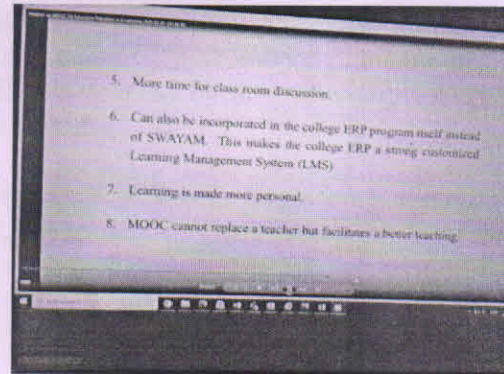 5. More time for class room discussion.
6. Can also be incorporated in the college ERP program itself instead
of SWAYAM. This makes the college ERP a strong customized
Learning Management System (LMS)
7. Learning is made more personal.
8. MOOC cannot replace a teacher but facilitates a better teaching.